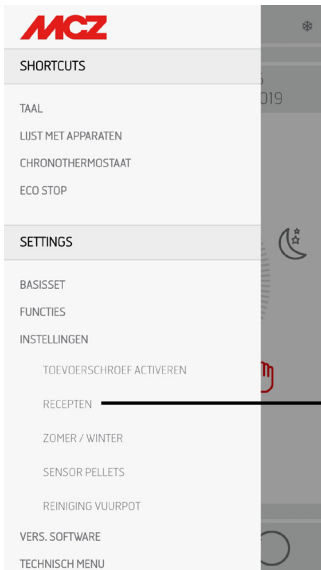 MCZ
SHORTCUTS
019
TAAL
LIJST MET APPARATEN
CHRONOTHERMOSTAAT
ECO STOP
SETTINGS
BASISSET
FUNCTIES
INSTELLINGEN
TOEVOERSCHROEF ACTIVEREN
RECEPTEN
ZOMER / WINTER
SENSOR PELLETS
REINIGING VUURPOT
VERS. SOFTWARE
TECHNISCH MENU